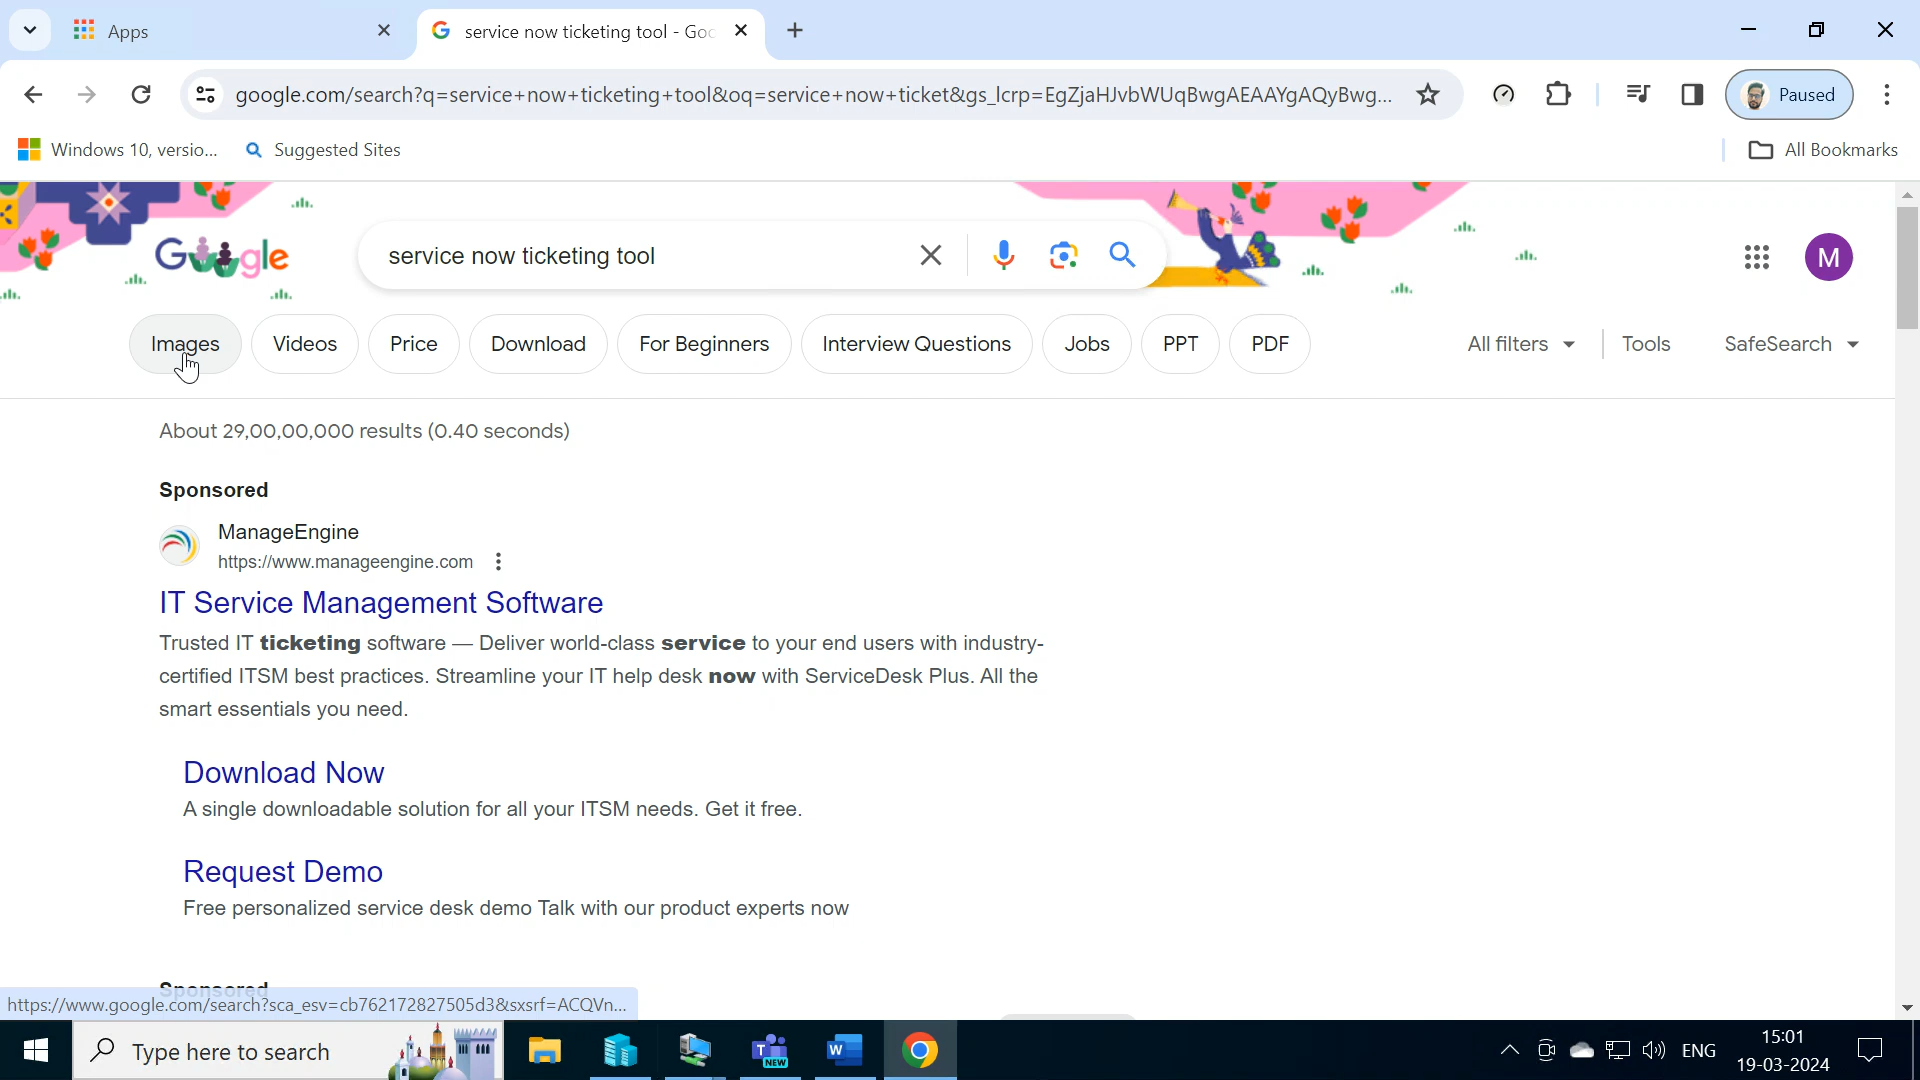 Apps
service now ticketing tool - Goo
google.com/search?q=service+now+ticketing+tool&oq=service+now+ticket&gs_lcrp=EgZjaHJvbWUqBwgAEAAYgAQyBwg...
Paused
Windows 10, versio...
Suggested Sites
All Bookmarks
Google
service now ticketing tool
M
Images
Videos
Price
Download
For Beginners
Interview Questions
Jobs
PPT
PDF
All filters
Tools
SafeSearch
About 29,00,00,000 results (0.40 seconds)
Sponsored
ManageEngine
https://www.manageengine.com
IT Service Management Software
Trusted IT ticketing software — Deliver world-class service to your end users with industry-
certified ITSM best practices. Streamline your IT help desk now with ServiceDesk Plus. All the
smart essentials you need.
Download Now
A single downloadable solution for all your ITSM needs. Get it free.
Request Demo
Free personalized service desk demo Talk with our product experts now
Sponsored
https://www.google.com/search?sca_esv=cb762172827505d3&sxsrf=ACQVn...
Type here to search
NEW
W
ENG
15:01
19-03-2024